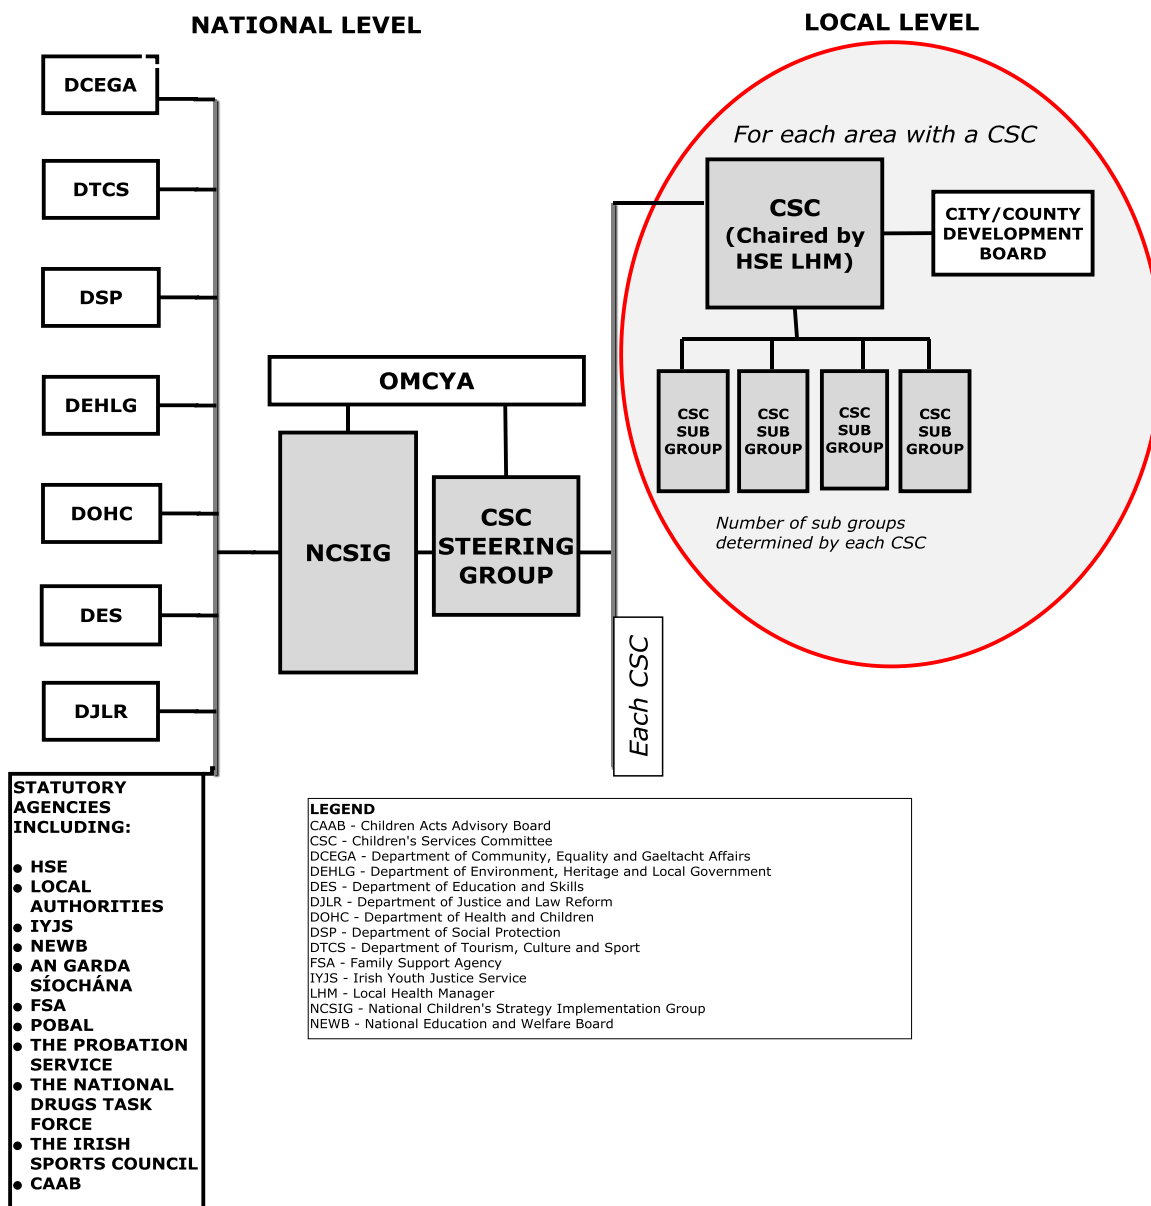 NATIONAL LEVEL
LOCAL LEVEL
DCEGA
DTCS
DSP
DEHLG
DOHC
DES
DJLR
STATUTORY
AGENCIES
INCLUDING:
● HSE
● LOCAL
AUTHORITIES
● IYJS
● NEWB
● AN GARDA
SÍOCHÁNA
● FSA
● POBAL
● THE PROBATION
SERVICE
● THE NATIONAL
DRUGS TASK
FORCE
● THE IRISH
SPORTS COUNCIL
● CAAB
OMCYA
NCSIG
CSC
STEERING
GROUP
Each CSC
For each area with a CSC
CSC
(Chaired by
HSE LHM)
CITY/COUNTY
DEVELOPMENT
BOARD
CSC
SUB
GROUP
CSC
SUB
GROUP
CSC
SUB
GROUP
CSC
SUB
GROUP
Number of sub groups
determined by each CSC
LEGEND
CAAB - Children Acts Advisory Board
CSC - Children's Services Committee
DCEGA - Department of Community, Equality and Gaeltacht Affairs
DEHLG - Department of Environment, Heritage and Local Government
DES - Department of Education and Skills
DJLR - Department of Justice and Law Reform
DOHC - Department of Health and Children
DSP - Department of Social Protection
DTCS - Department of Tourism, Culture and Sport
FSA - Family Support Agency
IYJS - Irish Youth Justice Service
LHM - Local Health Manager
NCSIG - National Children's Strategy Implementation Group
NEWB - National Education and Welfare Board